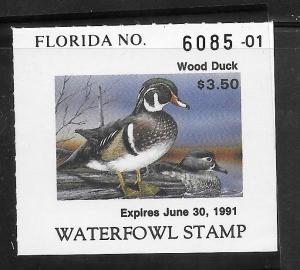 FLORIDA NO. 6085 -01
Wood Duck
$3.50
Expires June 30, 1991
WATERFOWL STAMP